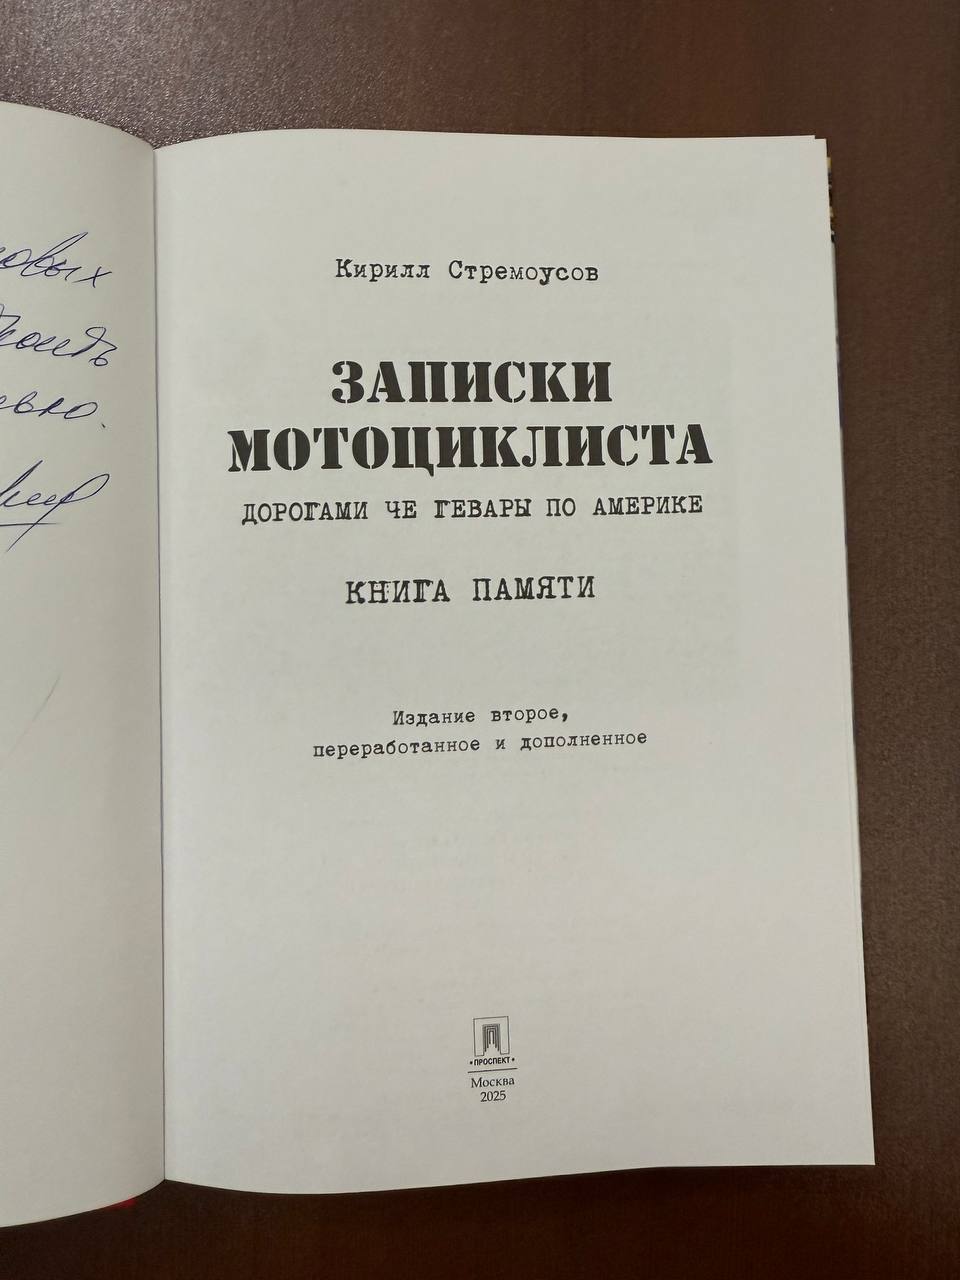 Кирилл Стремоусов
ЗАПИСКИ
МОТОЦИКЛИСТА
ДОРОГАМИ ЧЕ ГЕВАРЫ ПО АМЕРИКЕ
КНИГА ПАМЯТИ
Издание второе,
переработанное и дополненное
•ПРОСПЕКТ•
Москва
2025